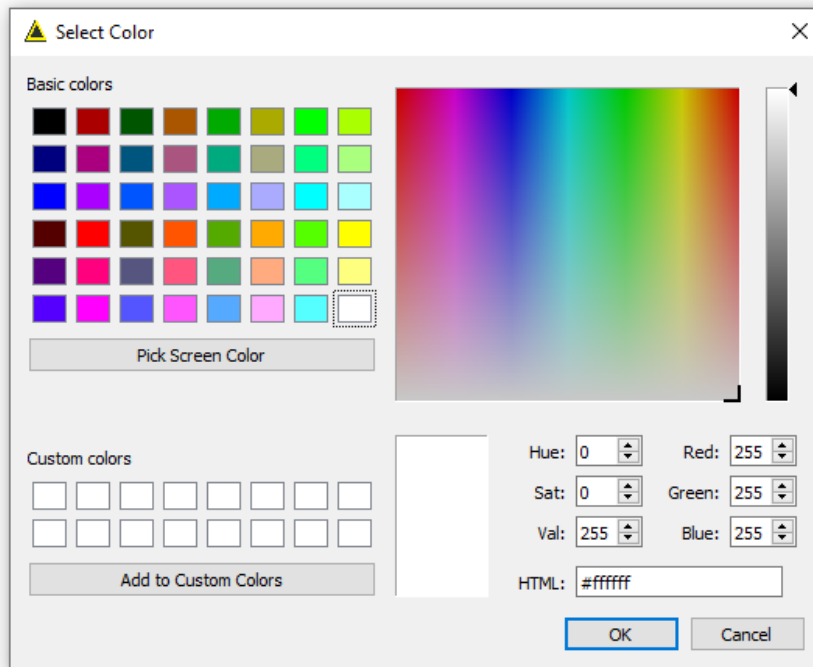 Select Color
Basic colors
Pick Screen Color
Custom colors
Add to Custom Colors
Hue: 0
Red: 255
Sat: 0
Green: 255
Val: 255
Blue: 255
HTML: #ffffff
OK
Cancel